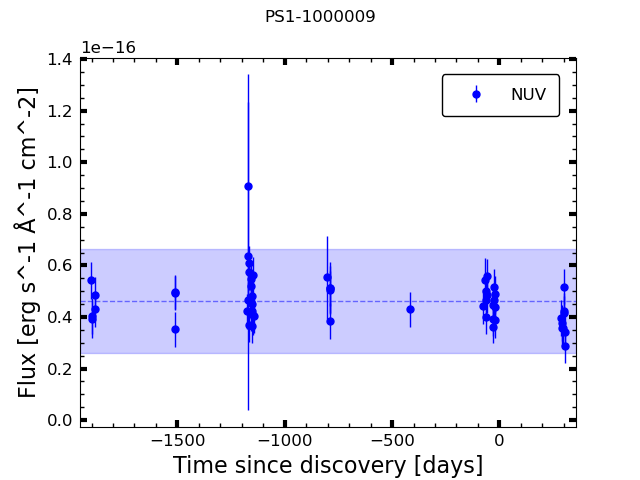 PS1-1000009
1e−16
NUV
1.4
1.2
1.0
0.8
0.6
0.4
0.2
0.0
Flux [erg s^-1 Å^-1 cm^-2]
−1500 −1000 −500 0
Time since discovery [days]